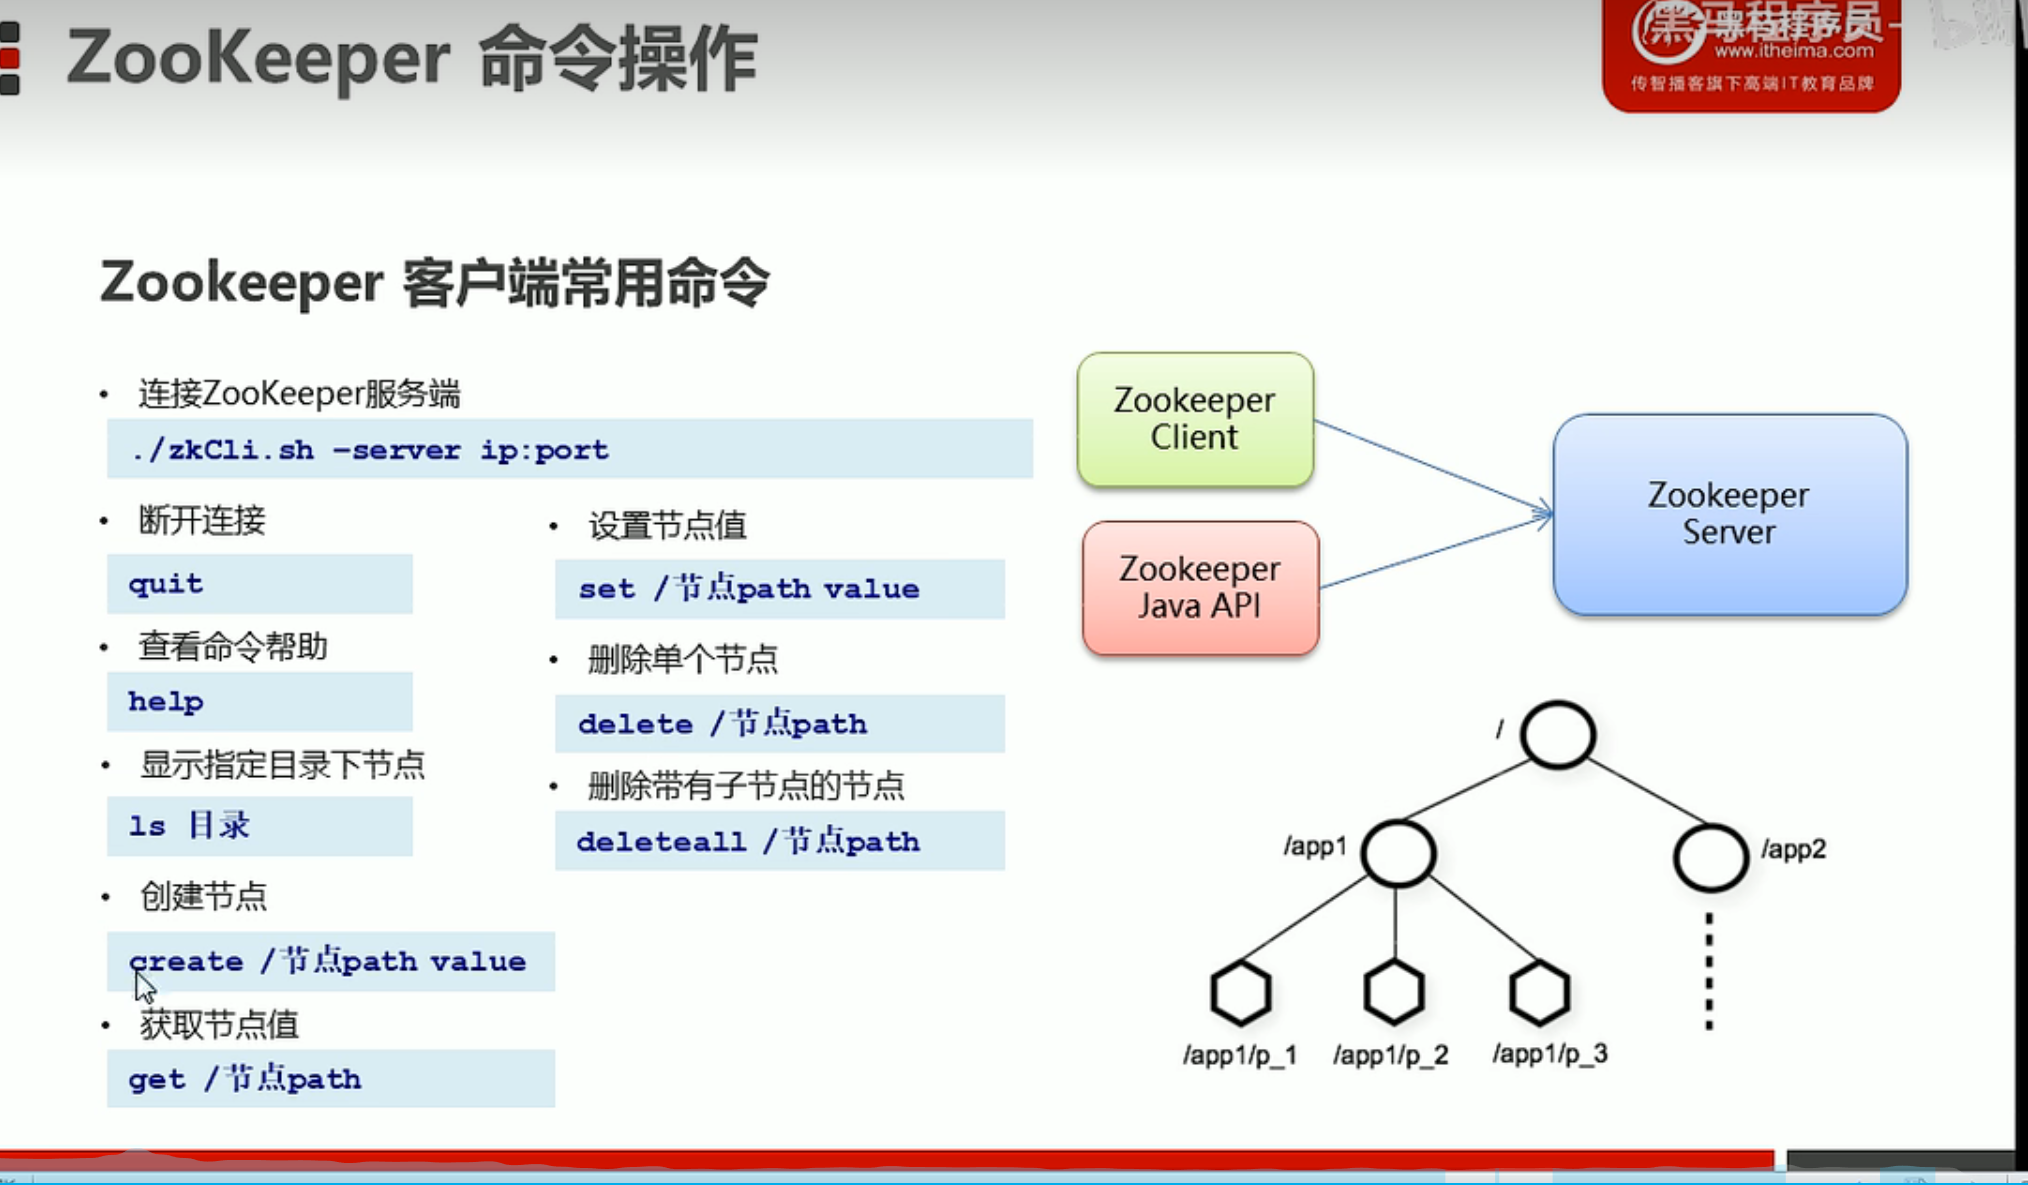 ZooKeeper 命令操作
黑马程序员
www.itheima.com
传智播客旗下高端IT教育品牌
Zookeeper 客户端常用命令
• 连接ZooKeeper服务端
./zkCli.sh –server ip:port
• 断开连接
quit
• 查看命令帮助
help
• 显示指定目录下节点
ls 目录
• 创建节点
create /节点path value
• 获取节点值
get /节点path
• 设置节点值
set /节点path value
• 删除单个节点
delete /节点path
• 删除带有子节点的节点
deleteall /节点path
Zookeeper
Client
Zookeeper
Java API
Zookeeper
Server
/
/app1
/app2
/app1/p_1
/app1/p_2
/app1/p_3